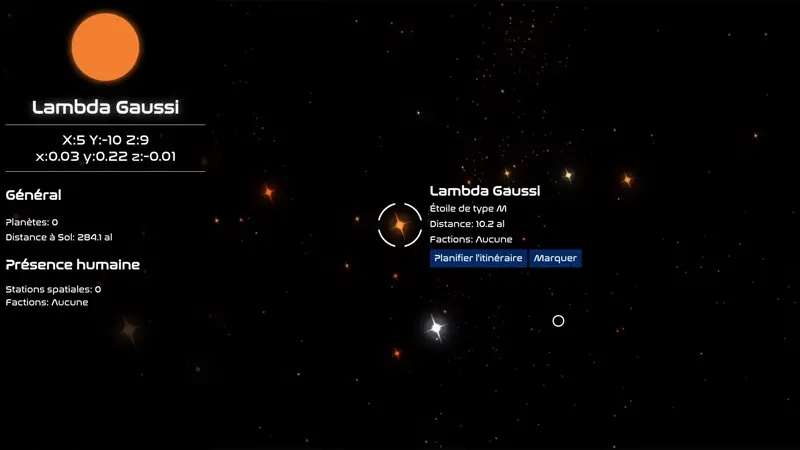 Lambda Gaussi
X:5 Y:-10 Z:9
x:0.03 y:0.22 z:-0.01
Général
Planètes: 0
Distance à Sol: 284.1 al
Présence humaine
Stations spatiales: 0
Factions: Aucune
Lambda Gaussi
Étoile de type M
Distance: 10.2 al
Factions: Aucune
Planifier l'itinéraire Marquer